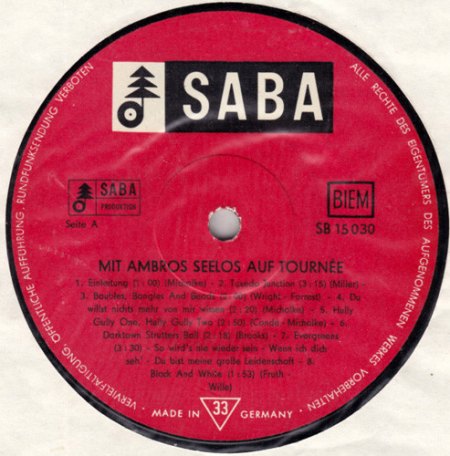 SABA
SABA
PRODUKTION
Seite A
BIEM
SB 15 030
MIT AMBROS SEELOS AUF TOURNÉE
1. Einleitung (1:00) (Michalke) - 2. Tuxedo Junction (3:15) (Miller)
3. Baubles, Bangles And Beads (2:00) (Wright - Forrest) - 4. Du
willst nichts mehr von mir wissen (2:20) (Michalke) - 5. Hully
Gully One, Hully Gully Two (2:50) (Conda - Michalke) - 6.
Darktown Strutters Ball (2:15) (Brooks) - 7. Evergreens
(3:30) - So wird's nie wieder sein - Wenn ich dich
seh' - Du bist meine große Leidenschaft - 8.
Black And White (1:53) (Fruth -
Wille)
MADE IN 33 GERMANY
VERVIELFÄLTIGUNG, ÖFFENTLICHE AUFFÜHRUNG, RUNDFUNKSENDUNG VERBOTEN
ALLE RECHTE DES EIGENTÜMERS DES AUFGENOMMENEN WERKES VORBEHALTEN